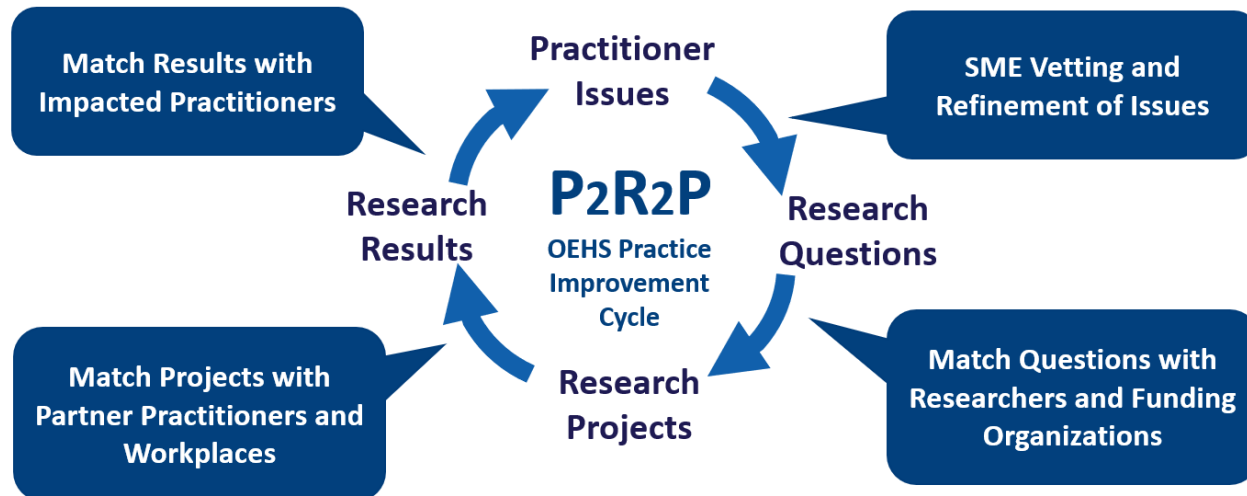 Match Results with
Impacted Practitioners
Practitioner
Issues
SME Vetting and
Refinement of Issues
Research
Results
P2R2P
OEHS Practice
Improvement
Cycle
Research
Questions
Match Projects with
Partner Practitioners and
Workplaces
Research
Projects
Match Questions with
Researchers and Funding
Organizations